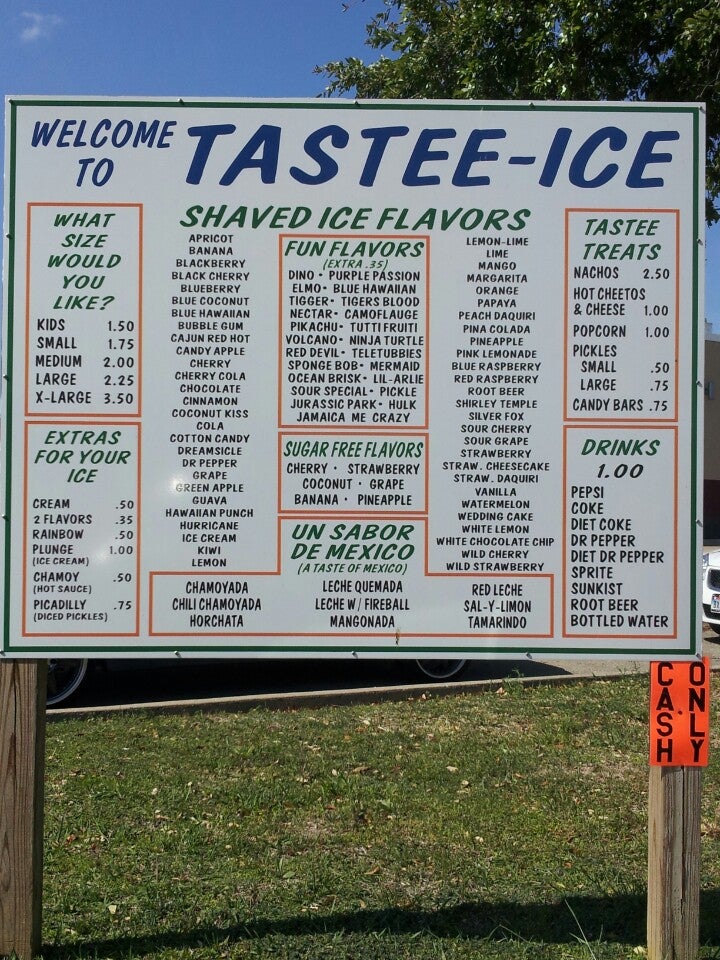 WELCOME
TO
TASTEE-ICE
WHAT
SIZE
WOULD
YOU
LIKE?
KIDS 1.50
SMALL 1.75
MEDIUM 2.00
LARGE 2.25
X-LARGE 3.50
EXTRAS
FOR YOUR
ICE
CREAM .50
2 FLAVORS .35
RAINBOW .50
PLUNGE 1.00
(ICE CREAM)
CHAMOY .50
(HOT SAUCE)
PICADILLY .75
(DICED PICKLES)
SHAVED ICE FLAVORS
APRICOT
BANANA
BLACKBERRY
BLACK CHERRY
BLUEBERRY
BLUE COCONUT
BLUE HAWAIIAN
BUBBLE GUM
CAJUN RED HOT
CANDY APPLE
CHERRY
CHERRY COLA
CHOCOLATE
CINNAMON
COCONUT KISS
COLA
COTTON CANDY
DREAMSICLE
DR PEPPER
GRAPE
GREEN APPLE
GUAVA
HAWAIIAN PUNCH
HURRICANE
ICE CREAM
KIWI
LEMON
FUN FLAVORS
(EXTRA .35)
DINO • PURPLE PASSION
ELMO • BLUE HAWAIIAN
TIGGER • TIGERS BLOOD
NECTAR • CAMOFLAUGE
PIKACHU • TUTTI FRUITI
VOLCANO • NINJA TURTLE
RED DEVIL • TELETUBBIES
SPONGE BOB • MERMAID
OCEAN BRISK • LIL-ARLIE
SOUR SPECIAL • PICKLE
JURASSIC PARK • HULK
JAMAICA ME CRAZY
SUGAR FREE FLAVORS
CHERRY • STRAWBERRY
COCONUT • GRAPE
BANANA • PINEAPPLE
LEMON-LIME
LIME
MANGO
MARGARITA
ORANGE
PAPAYA
PEACH DAQUIRI
PINA COLADA
PINEAPPLE
PINK LEMONADE
BLUE RASPBERRY
RED RASPBERRY
ROOT BEER
SHIRLEY TEMPLE
SILVER FOX
SOUR CHERRY
SOUR GRAPE
STRAWBERRY
STRAW. CHEESECAKE
STRAW. DAQUIRI
VANILLA
WATERMELON
WEDDING CAKE
WHITE LEMON
WHITE CHOCOLATE CHIP
WILD CHERRY
WILD STRAWBERRY
UN SABOR
DE MEXICO
(A TASTE OF MEXICO)
CHAMOYADA
CHILI CHAMOYADA
HORCHATA
LECHE QUEMADA
LECHE W/ FIREBALL
MANGONADA
RED LECHE
SAL-Y-LIMON
TAMARINDO
TASTEE
TREATS
NACHOS 2.50
HOT CHEETOS
& CHEESE 1.00
POPCORN 1.00
PICKLES
SMALL .50
LARGE .75
CANDY BARS .75
DRINKS
1.00
PEPSI
COKE
DIET COKE
DR PEPPER
DIET DR PEPPER
SPRITE
SUNKIST
ROOT BEER
BOTTLED WATER
CASH
ONLY